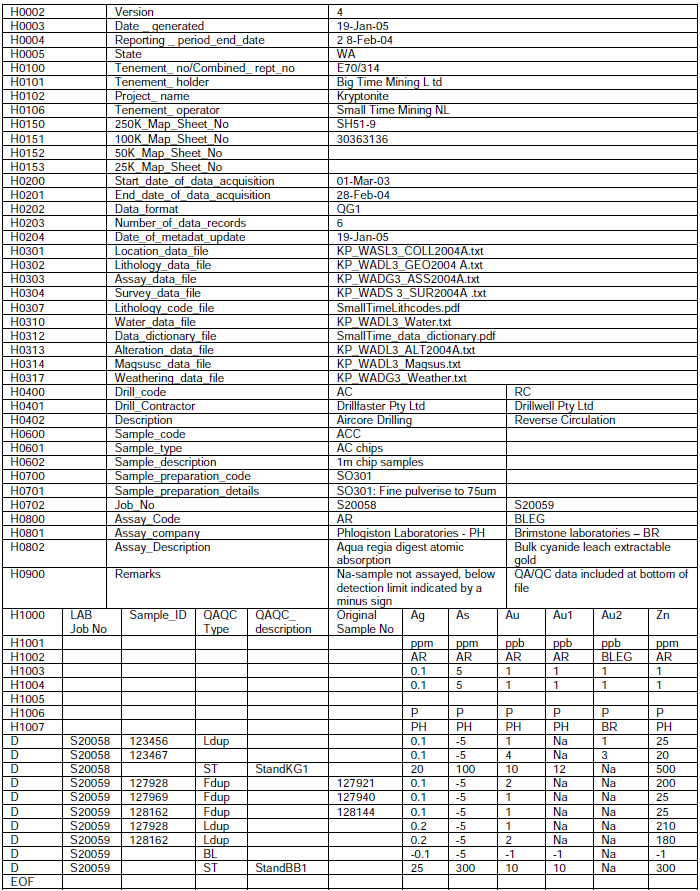 H0002 Version 4
H0003 Date _ generated 19-Jan-05
H0004 Reporting _ period_end_date 2 8-Feb-04
H0005 State WA
H0100 Tenement_ no/Combined_ rept_no E70/314
H0101 Tenement_ holder Big Time Mining L td
H0102 Project_ name Kryptonite
H0106 Tenement_ operator Small Time Mining NL
H0150 250K_Map_Sheet_No SH51-9
H0151 100K_Map_Sheet_No 30363136
H0152 50K_Map_Sheet_No
H0153 25K_Map_Sheet_No
H0200 Start_date_of_data_acquisition 01-Mar-03
H0201 End_date_of_data_acquisition 28-Feb-04
H0202 Data_format QG1
H0203 Number_of_data_records 6
H0204 Date_of_metadat_update 19-Jan-05
H0301 Location_data_file KP_WASL3_COLL2004A.txt
H0302 Lithology_data_file KP_WADL3_GEO2004 A.txt
H0303 Assay_data_file KP_WADG3_ASS2004A.txt
H0304 Survey_data_file KP_WADS 3_SUR2004A .txt
H0307 Lithology_code_file SmallTimeLithcodes.pdf
H0310 Water_data_file KP_WADL3_Water.txt
H0312 Data_dictionary_file SmallTime_data_dictionary.pdf
H0313 Alteration_data_file KP_WADL3_ALT2004A.txt
H0314 Magsusc_data_file KP_WADL3_Magsus.txt
H0317 Weathering_data_file KP_WADG3_Weather.txt
H0400 Drill_code AC RC
H0401 Drill_Contractor Drillfaster Pty Ltd Drillwell Pty Ltd
H0402 Description Aircore Drilling Reverse Circulation
H0600 Sample_code ACC
H0601 Sample_type AC chips
H0602 Sample_description 1m chip samples
H0700 Sample_preparation_code SO301
H0701 Sample_preparation_details SO301: Fine pulverise to 75um
H0702 Job_No S20058 S20059
H0800 Assay_Code AR BLEG
H0801 Assay_company Phlogiston Laboratories - PH Brimstone laboratories – BR
H0802 Assay_Description Aqua regia digest atomic Bulk cyanide leach extractable
absorption gold
H0900 Remarks Na-sample not assayed, below QA/QC data included at bottom of
detection limit indicated by a file
minus sign
H1000 LAB Sample_ID QAQC QAQC_ Original Ag As Au Au1 Au2 Zn
Job No Type description Sample No
H1001 ppm ppm ppb ppb ppb ppm
H1002 AR AR AR AR BLEG AR
H1003 0.1 5 1 1 1 1
H1004 0.1 5 1 1 1 1
H1005
H1006 P P P P P P
H1007 PH PH PH PH BR PH
D S20058 123456 Ldup 0.1 -5 1 Na 1 25
D S20058 123467 0.1 -5 4 Na 3 20
D S20058 ST StandKG1 20 100 10 12 Na 500
D S20059 127928 Fdup 127921 0.1 -5 2 Na Na 200
D S20059 127969 Fdup 127940 0.1 -5 1 Na Na 25
D S20059 128162 Fdup 128144 0.1 -5 1 Na Na 25
D S20059 127928 Ldup 0.2 -5 1 Na Na 210
D S20059 128162 Ldup 0.2 -5 2 Na Na 180
D S20059 BL -0.1 -5 -1 -1 Na -1
D S20059 ST StandBB1 25 300 10 10 Na 300
EOF